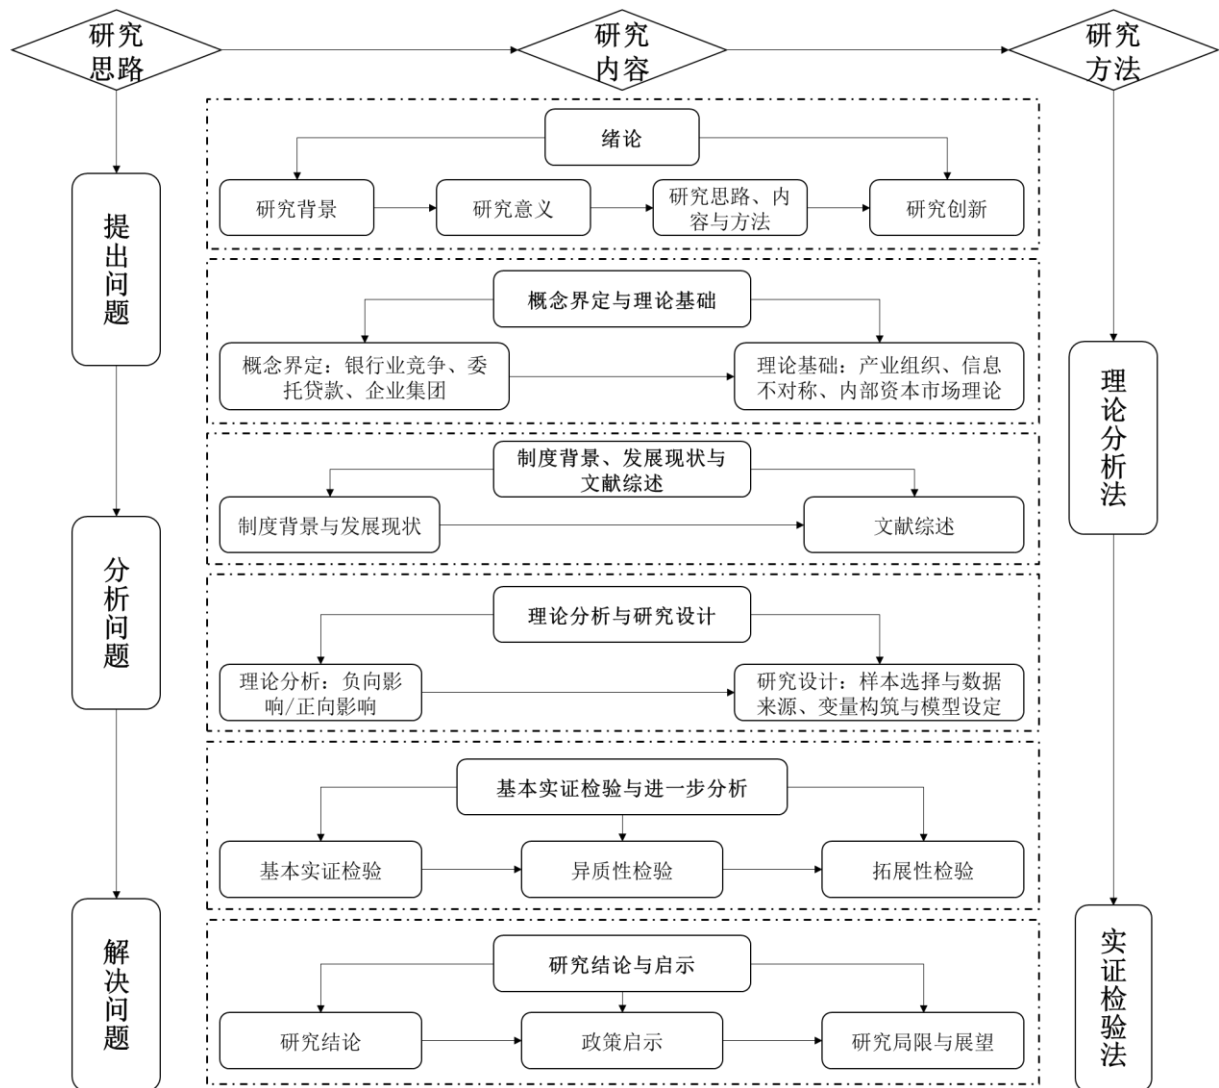 研究
思路
研究
内容
研究
方法
绪论
研究背景
研究意义
研究思路、内
容与方法
研究创新
提出问题
概念界定与理论基础
概念界定：银行业竞争、委
托贷款、企业集团
理论基础：产业组织、信息
不对称、内部资本市场理论
理论分析法
制度背景、发展现状与
文献综述
制度背景与发展现状
文献综述
分析问题
理论分析与研究设计
理论分析：负向影
响/正向影响
研究设计：样本选择与数据
来源、变量构筑与模型设定
基本实证检验与进一步分析
基本实证检验
异质性检验
拓展性检验
解决问题
研究结论与启示
研究结论
政策启示
研究局限与展望
实证检验法